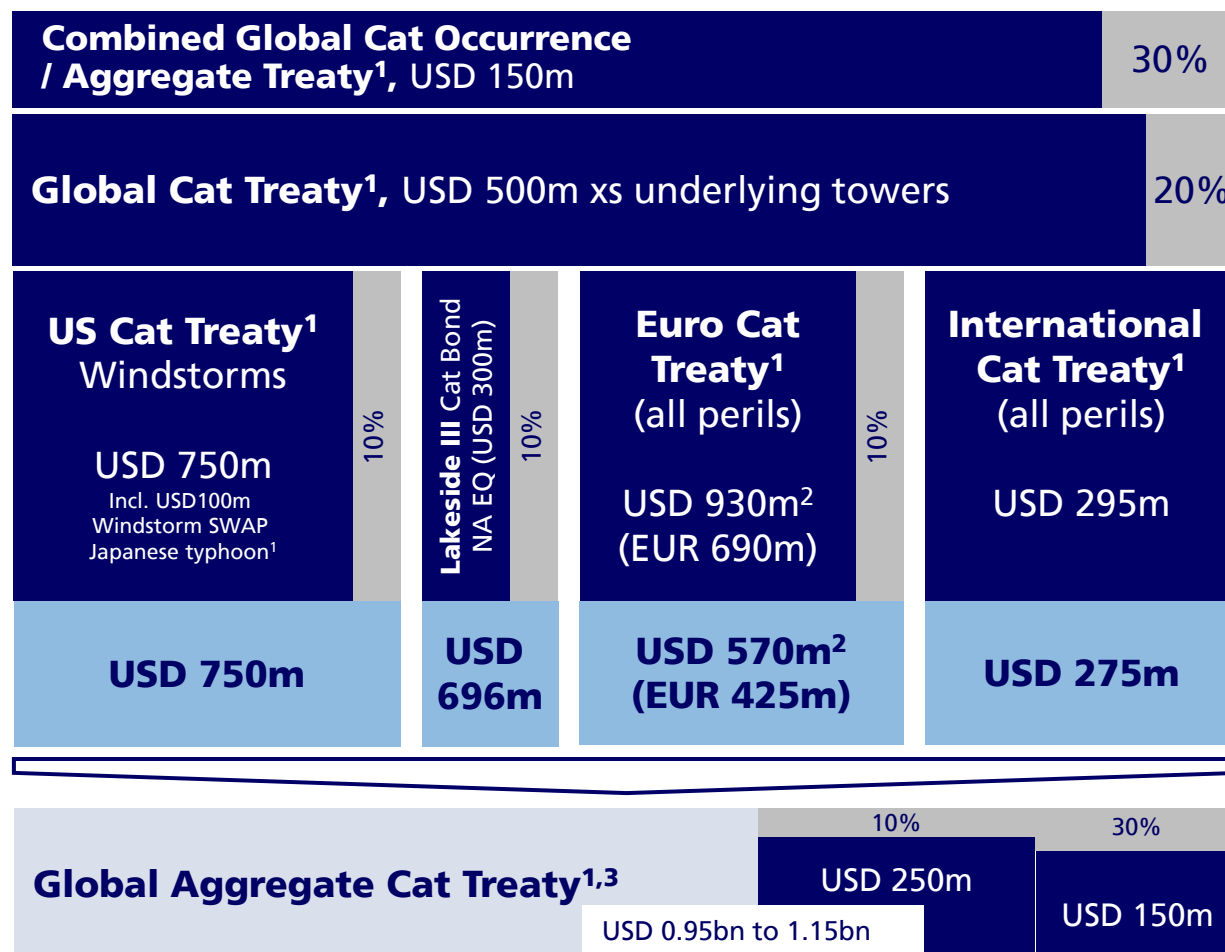 Combined Global Cat Occurrence
/ Aggregate Treaty¹, USD 150m
30%
Global Cat Treaty¹, USD 500m xs underlying towers
20%
US Cat Treaty¹
Windstorms
USD 750m
Incl. USD100m
Windstorm SWAP
Japanese typhoon¹
10%
Lakeside III Cat Bond
NA EQ (USD 300m)
10%
Euro Cat
Treaty¹
(all perils)
USD 930m²
(EUR 690m)
10%
International
Cat Treaty¹
(all perils)
USD 295m
USD 750m
USD
696m
USD 570m²
(EUR 425m)
USD 275m
Global Aggregate Cat Treaty¹,³
10%
USD 250m
30%
USD 150m
USD 0.95bn to 1.15bn